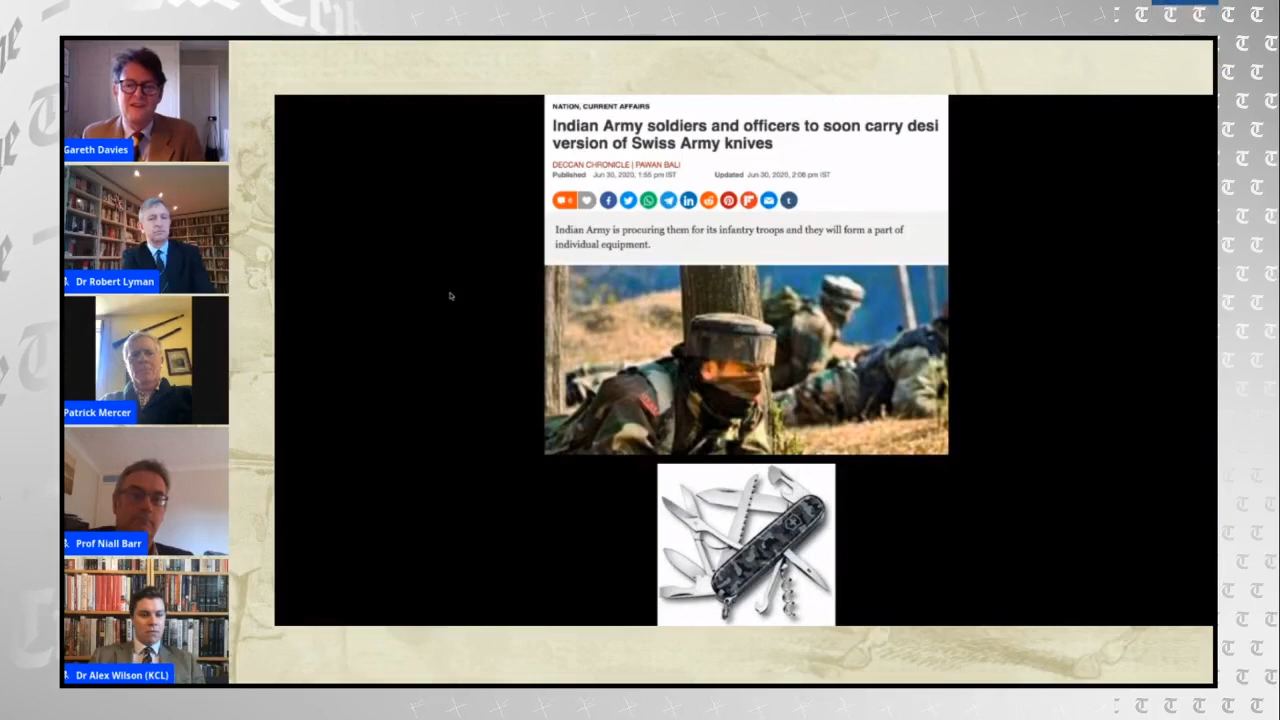 Gareth Davies
Dr Robert Lyman
Patrick Mercer
Prof Niall Barr
Dr Alex Wilson (KCL)
NATION, CURRENT AFFAIRS
Indian Army soldiers and officers to soon carry desi
version of Swiss Army knives
DECCAN CHRONICLE | PAWAN BALI
Published Jun 30, 2020, 1:55 pm IST Updated Jun 30, 2020, 2:06 pm IST
Indian Army is procuring them for its infantry troops and they will form a part of
individual equipment.